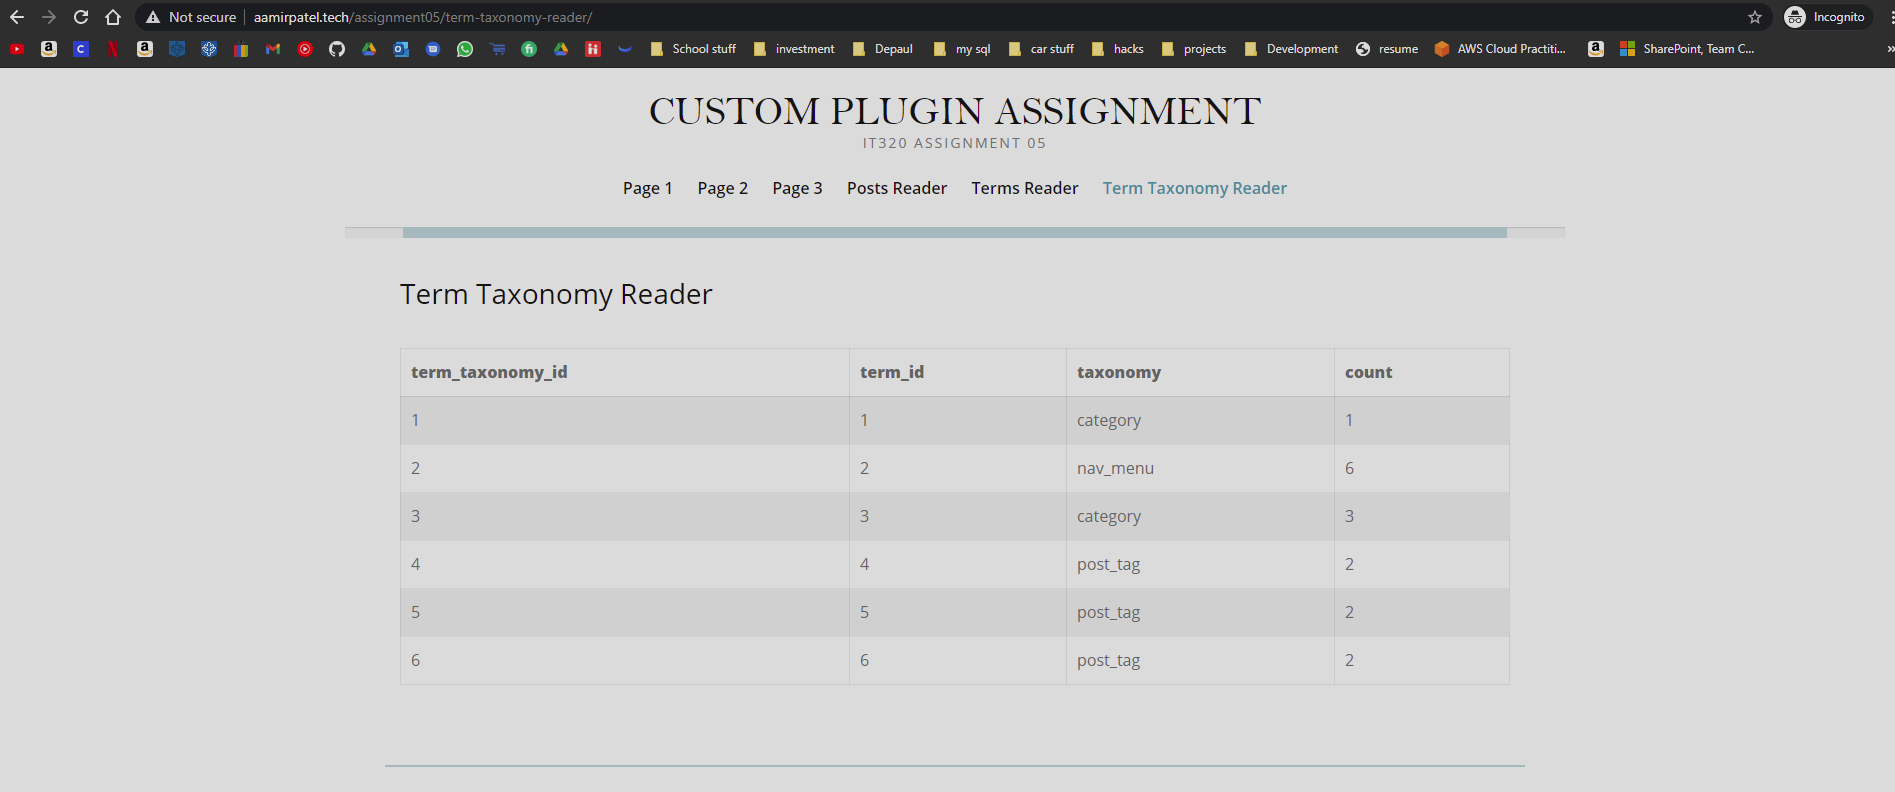 Not secure aamirpatel.tech/assignment05/term-taxonomy-reader/ Incognito
School stuff investment Depaul my sql car stuff hacks projects Development resume AWS Cloud Practiti... SharePoint, Team C...
CUSTOM PLUGIN ASSIGNMENT
IT320 ASSIGNMENT 05
Page 1 Page 2 Page 3 Posts Reader Terms Reader Term Taxonomy Reader
Term Taxonomy Reader
term_taxonomy_id term_id taxonomy count
1 1 category 1
2 2 nav_menu 6
3 3 category 3
4 4 post_tag 2
5 5 post_tag 2
6 6 post_tag 2